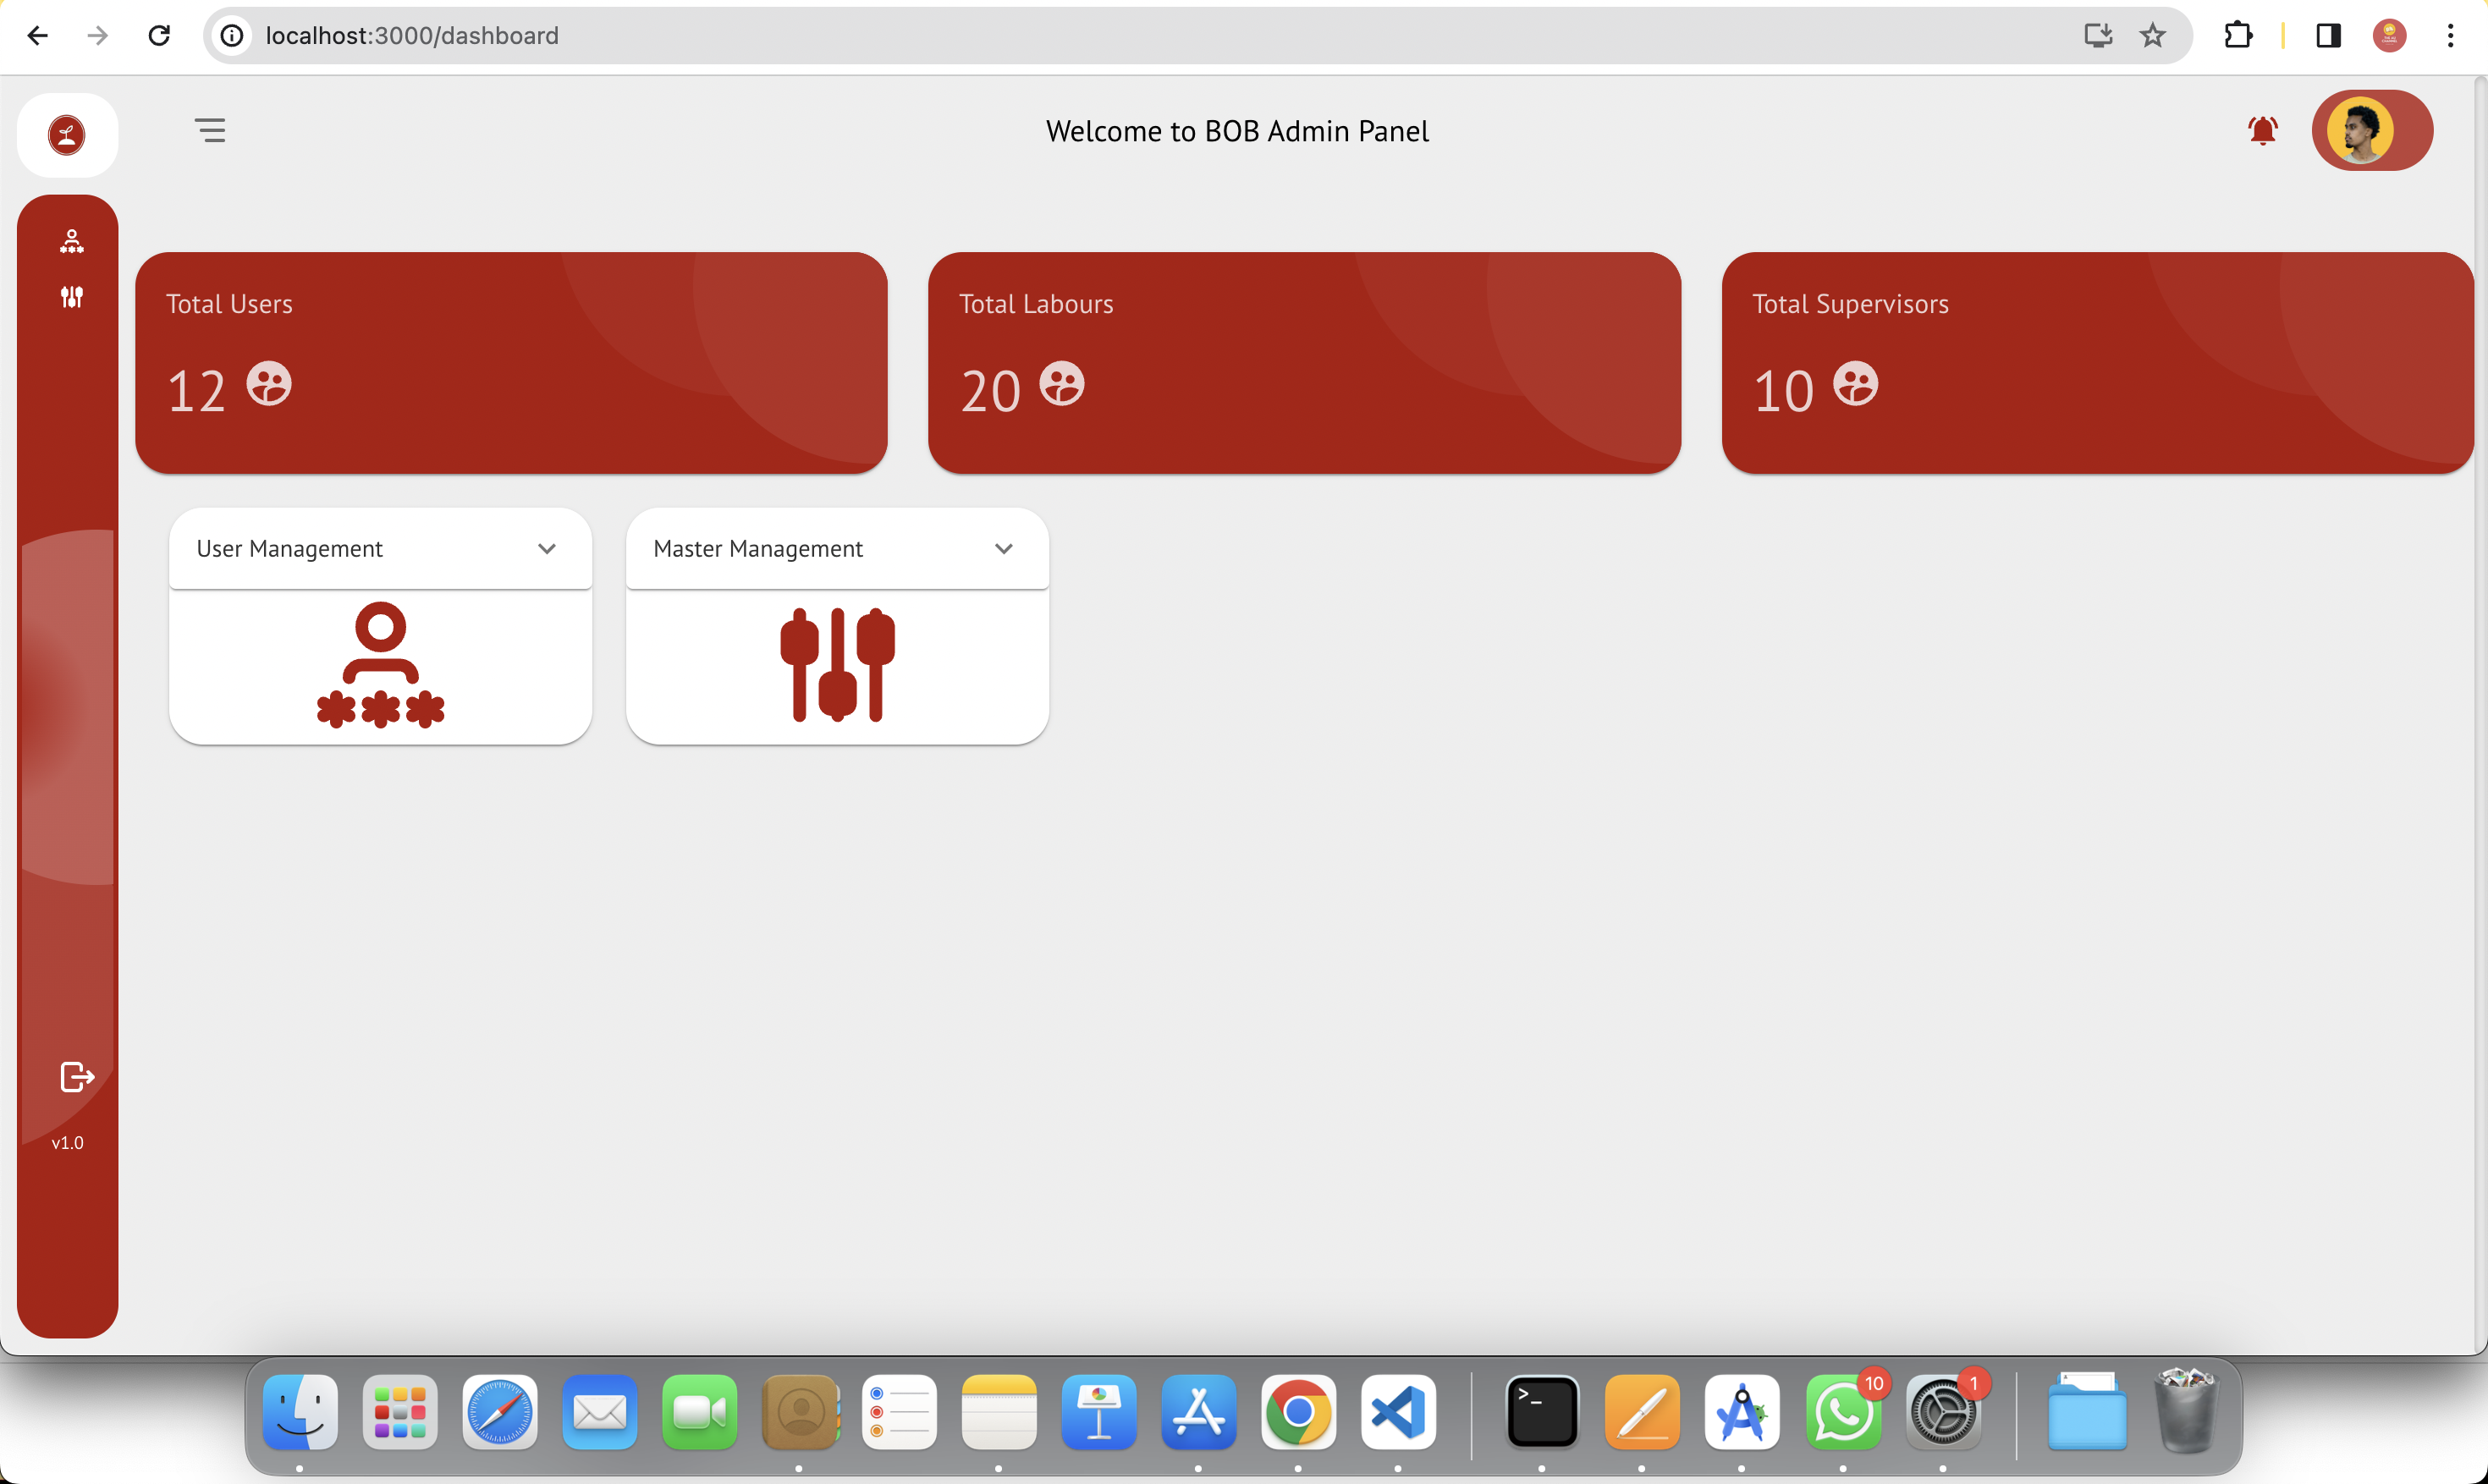 localhost:3000/dashboard
Welcome to BOB Admin Panel
Total Users
12
Total Labours
20
Total Supervisors
10
User Management
Master Management
v1.0
>_
10
1